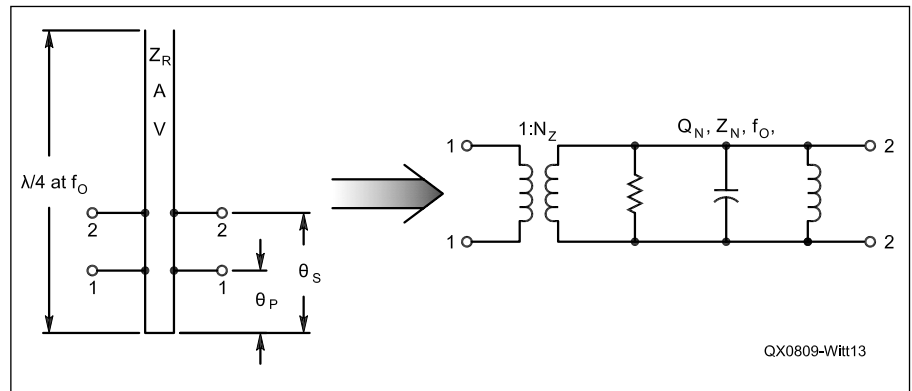 Z_R
A
V
λ/4 at f_O
2
2
1
1
θ_S
θ_P
1:N_Z
Q_N, Z_N, f_O,
1
2
1
2
QX0809-Witt13